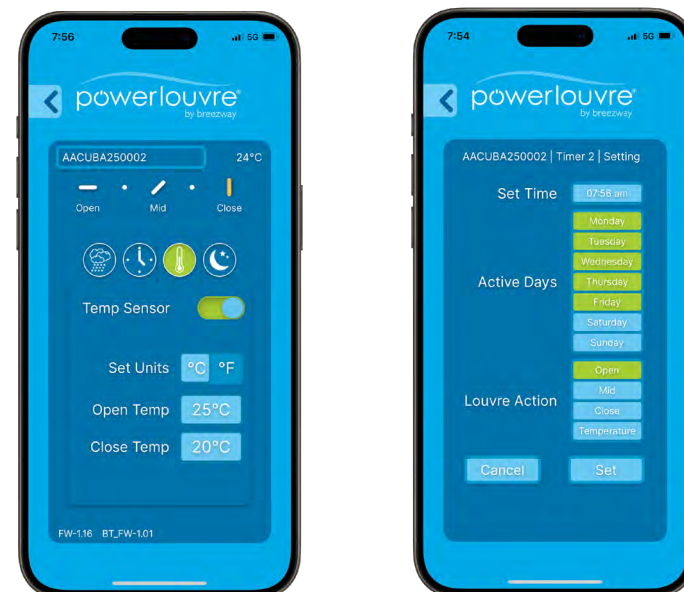 7:56
5G
powerlouvre®
by breezway
AACUBA250002 24°C
Open Mid Close
Temp Sensor
Set Units °C °F
Open Temp 25°C
Close Temp 20°C
FW-1.16 BT_FW-1.01
7:54
5G
powerlouvre®
by breezway
AACUBA250002 | Timer 2 | Setting
Set Time 07:56 am
Monday
Tuesday
Wednesday
Active Days Thursday
Friday
Saturday
Sunday
Open
Mid
Louvre Action Close
Temperature
Cancel Set